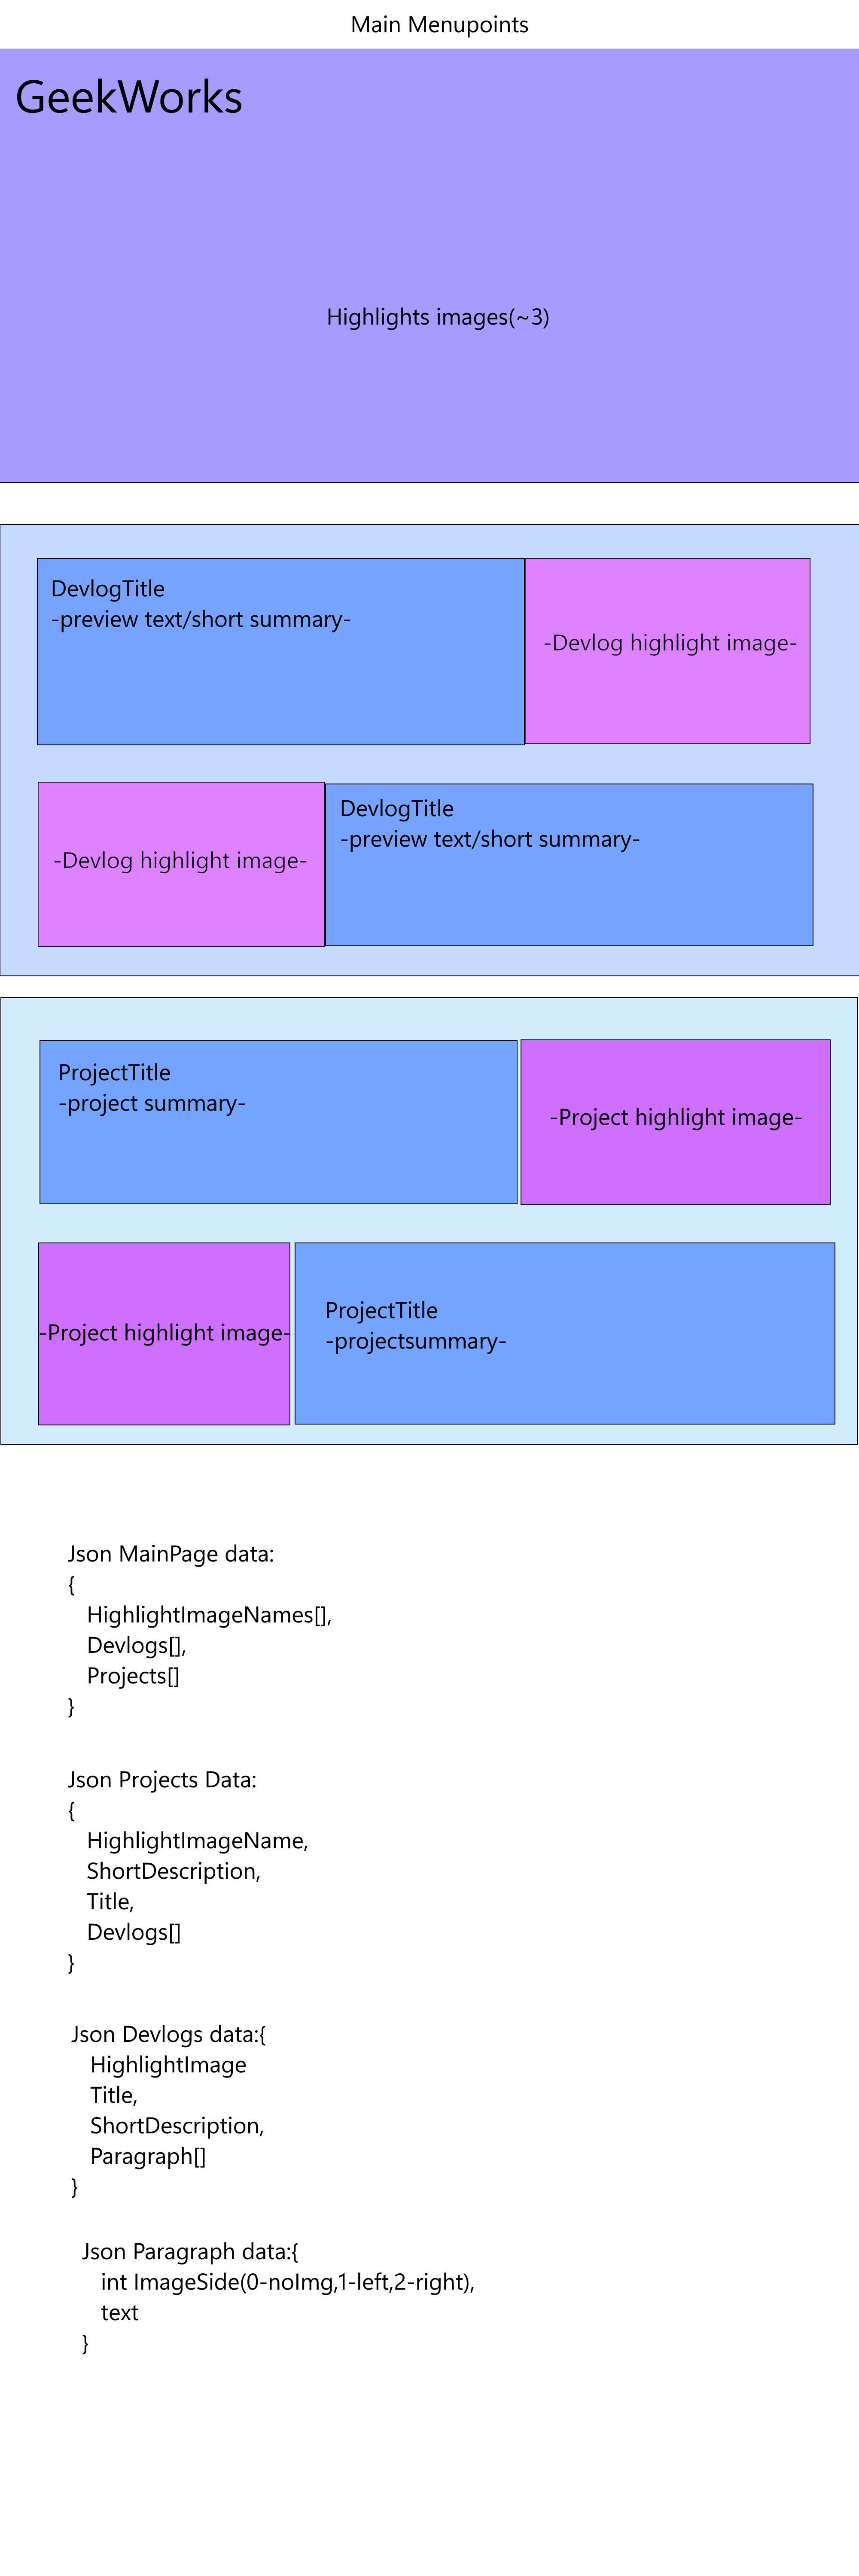 Main Menupoints
GeekWorks
Highlights images(~3)
DevlogTitle
-preview text/short summary-
-Devlog highlight image-
-Devlog highlight image-
DevlogTitle
-preview text/short summary-
ProjectTitle
-project summary-
-Project highlight image-
-Project highlight image-
ProjectTitle
-projectsummary-
Json MainPage data:
{
HighlightImageNames[],
Devlogs[],
Projects[]
}
Json Projects Data:
{
HighlightImageName,
ShortDescription,
Title,
Devlogs[]
}
Json Devlogs data:{
HighlightImage
Title,
ShortDescription,
Paragraph[]
}
Json Paragraph data:{
int ImageSide(0-noImg,1-left,2-right),
text
}